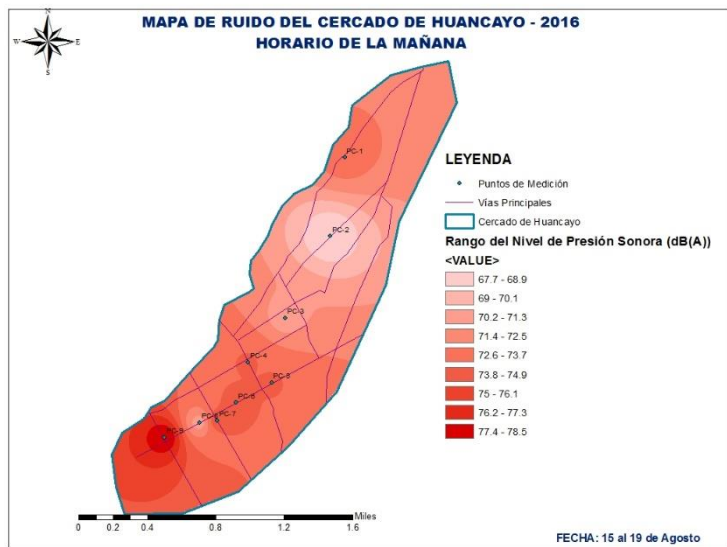 MAPA DE RUIDO DEL CERCADO DE HUANCAYO - 2016
HORARIO DE LA MAÑANA
N
W
E
S
PC-1
PC-2
PC-3
PC-4
PC-7
PC-9
LEYENDA
Puntos de Medición
Vías Principales
Cercado de Huancayo
Rango del Nivel de Presión Sonora (dB(A))
<VALUE>
67.7 - 68.9
69 - 70.1
70.2 - 71.3
71.4 - 72.5
72.6 - 73.7
73.8 - 74.9
75 - 76.1
76.2 - 77.3
77.4 - 78.5
Miles
0 0.2 0.4 0.8 1.2 1.6
FECHA: 15 al 19 de Agosto